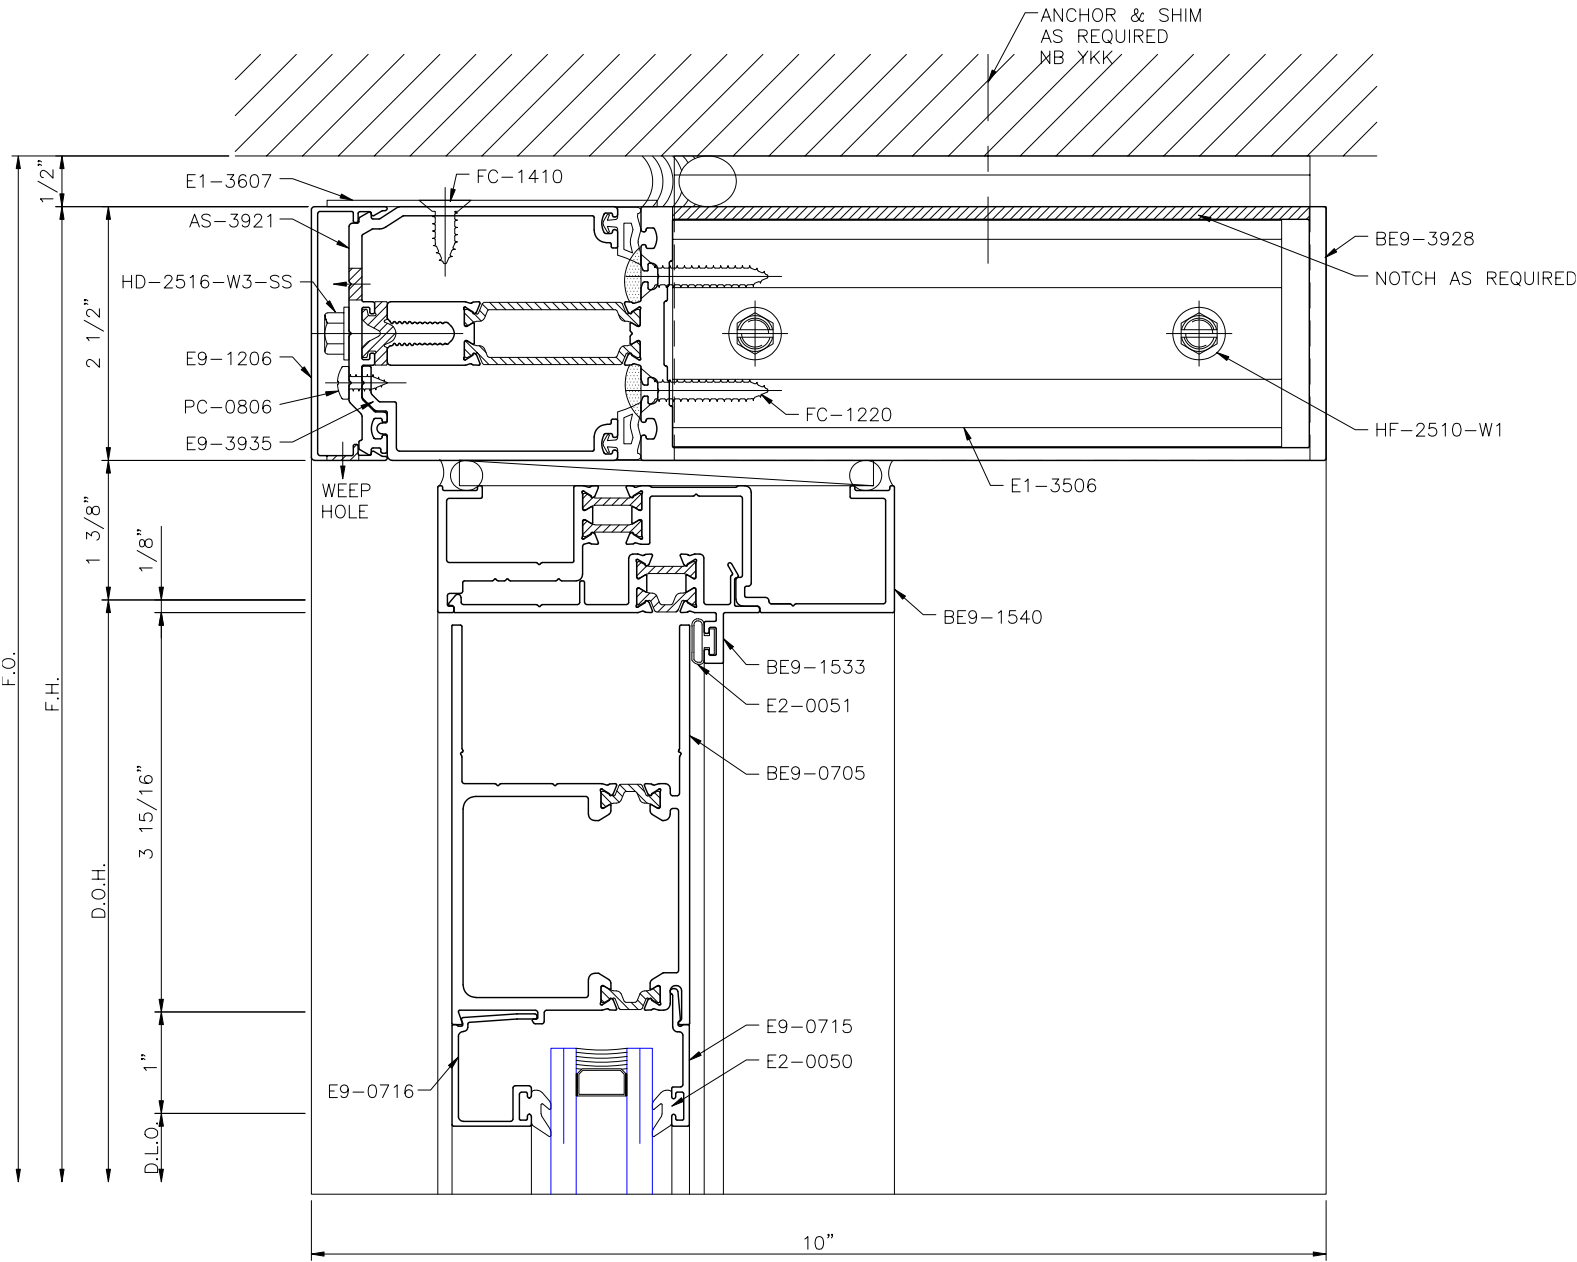 ANCHOR & SHIM
AS REQUIRED
NB YKK
1/2"
E1-3607
FC-1410
AS-3921
BE9-3928
HD-2516-W3-SS
NOTCH AS REQUIRED
2 1/2"
E9-1206
PC-0806
FC-1220
E9-3935
HF-2510-W1
WEEP
HOLE
E1-3506
1 3/8"
1/8"
BE9-1540
F.O.
F.H.
BE9-1533
E2-0051
BE9-0705
3 15/16"
D.O.H.
E9-0715
1"
E2-0050
E9-0716
D.L.O.
10"